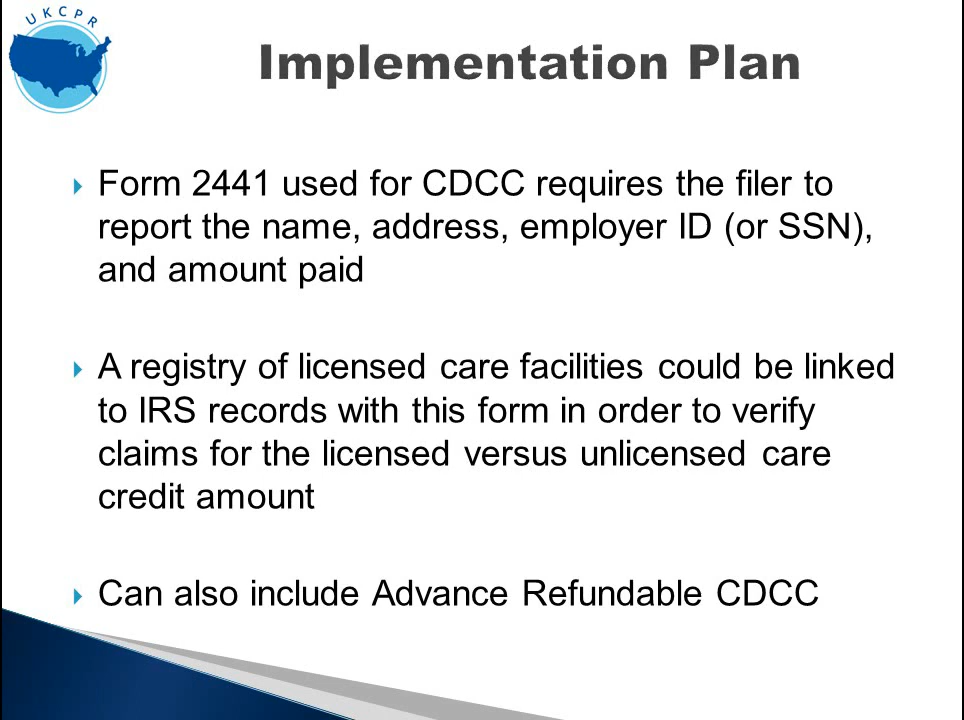 UKCPR
Implementation Plan
Form 2441 used for CDCC requires the filer to
report the name, address, employer ID (or SSN),
and amount paid
A registry of licensed care facilities could be linked
to IRS records with this form in order to verify
claims for the licensed versus unlicensed care
credit amount
Can also include Advance Refundable CDCC